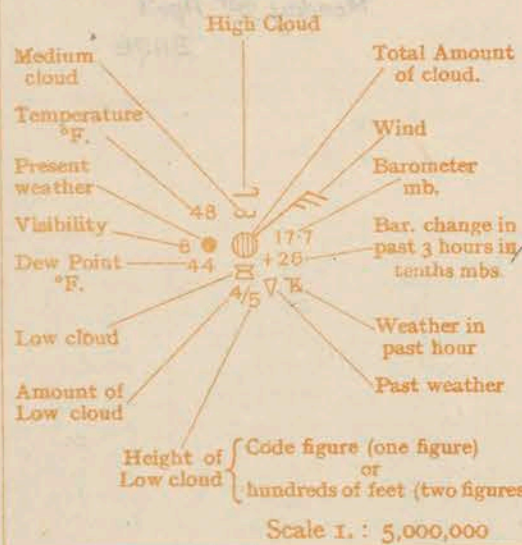 High Cloud
Medium
cloud
Total Amount
of cloud.
Temperature
°F.
Wind
Present
weather
Barometer
mb.
48
Visibility
8
17·7
Bar. change in
past 3 hours in
tenths mbs
+26
Dew Point
°F.
44
4/5
Low cloud
Weather in
past hour
Amount of
Low cloud
Past weather
Height of
Low cloud
Code figure (one figure)
or
hundreds of feet (two figures
Scale 1. : 5,000,000